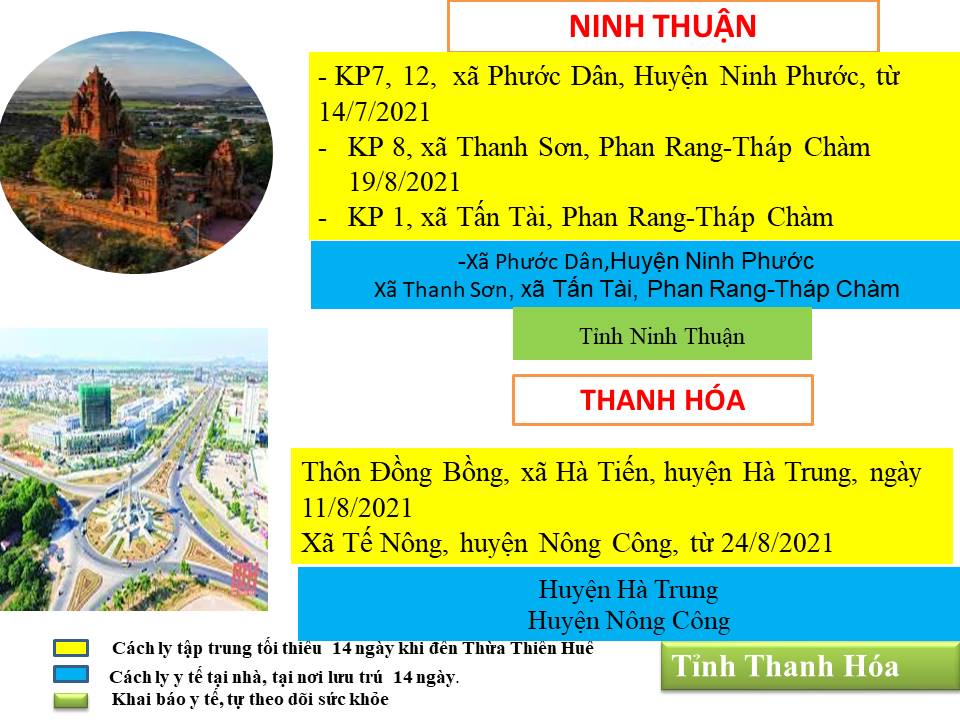 NINH THUẬN
- KP7, 12, xã Phước Dân, Huyện Ninh Phước, từ
14/7/2021
- KP 8, xã Thanh Sơn, Phan Rang-Tháp Chàm
19/8/2021
- KP 1, xã Tấn Tài, Phan Rang-Tháp Chàm
-Xã Phước Dân,Huyện Ninh Phước
Xã Thanh Sơn, xã Tấn Tài, Phan Rang-Tháp Chàm
Tỉnh Ninh Thuận
THANH HÓA
Thôn Đồng Bồng, xã Hà Tiến, huyện Hà Trung, ngày
11/8/2021
Xã Tế Nông, huyện Nông Công, từ 24/8/2021
Huyện Hà Trung
Huyện Nông Công
Cách ly tập trung tối thiểu 14 ngày khi đến Thừa Thiên Huế
Cách ly y tế tại nhà, tại nơi lưu trú 14 ngày.
Khai báo y tế, tự theo dõi sức khỏe
Tỉnh Thanh Hóa